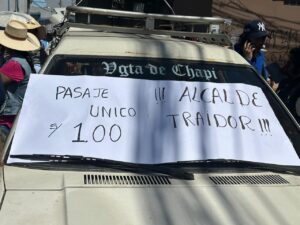 Vgta de Chapi
PASAJE
UNICO
S/ 1.00
!!! ALCALDE
TRAIDOR !!!